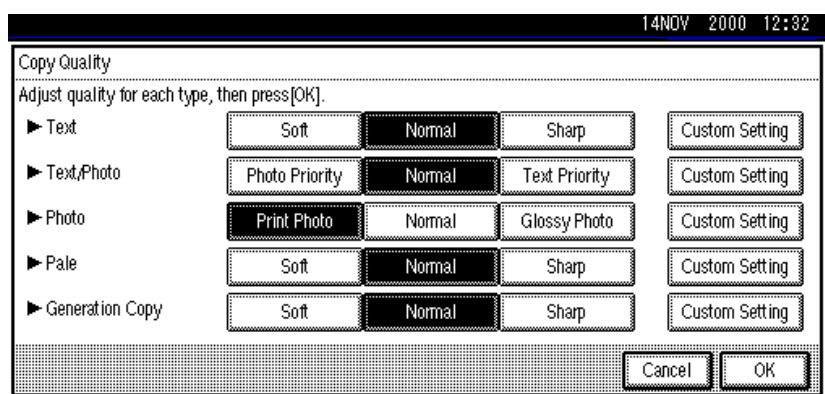 14NOV 2000 12:32
Copy Quality
Adjust quality for each type, then press[OK].
► Text Soft Normal Sharp Custom Setting
► Text/Photo Photo Priority Normal Text Priority Custom Setting
► Photo Print Photo Normal Glossy Photo Custom Setting
► Pale Soft Normal Sharp Custom Setting
► Generation Copy Soft Normal Sharp Custom Setting
Cancel OK